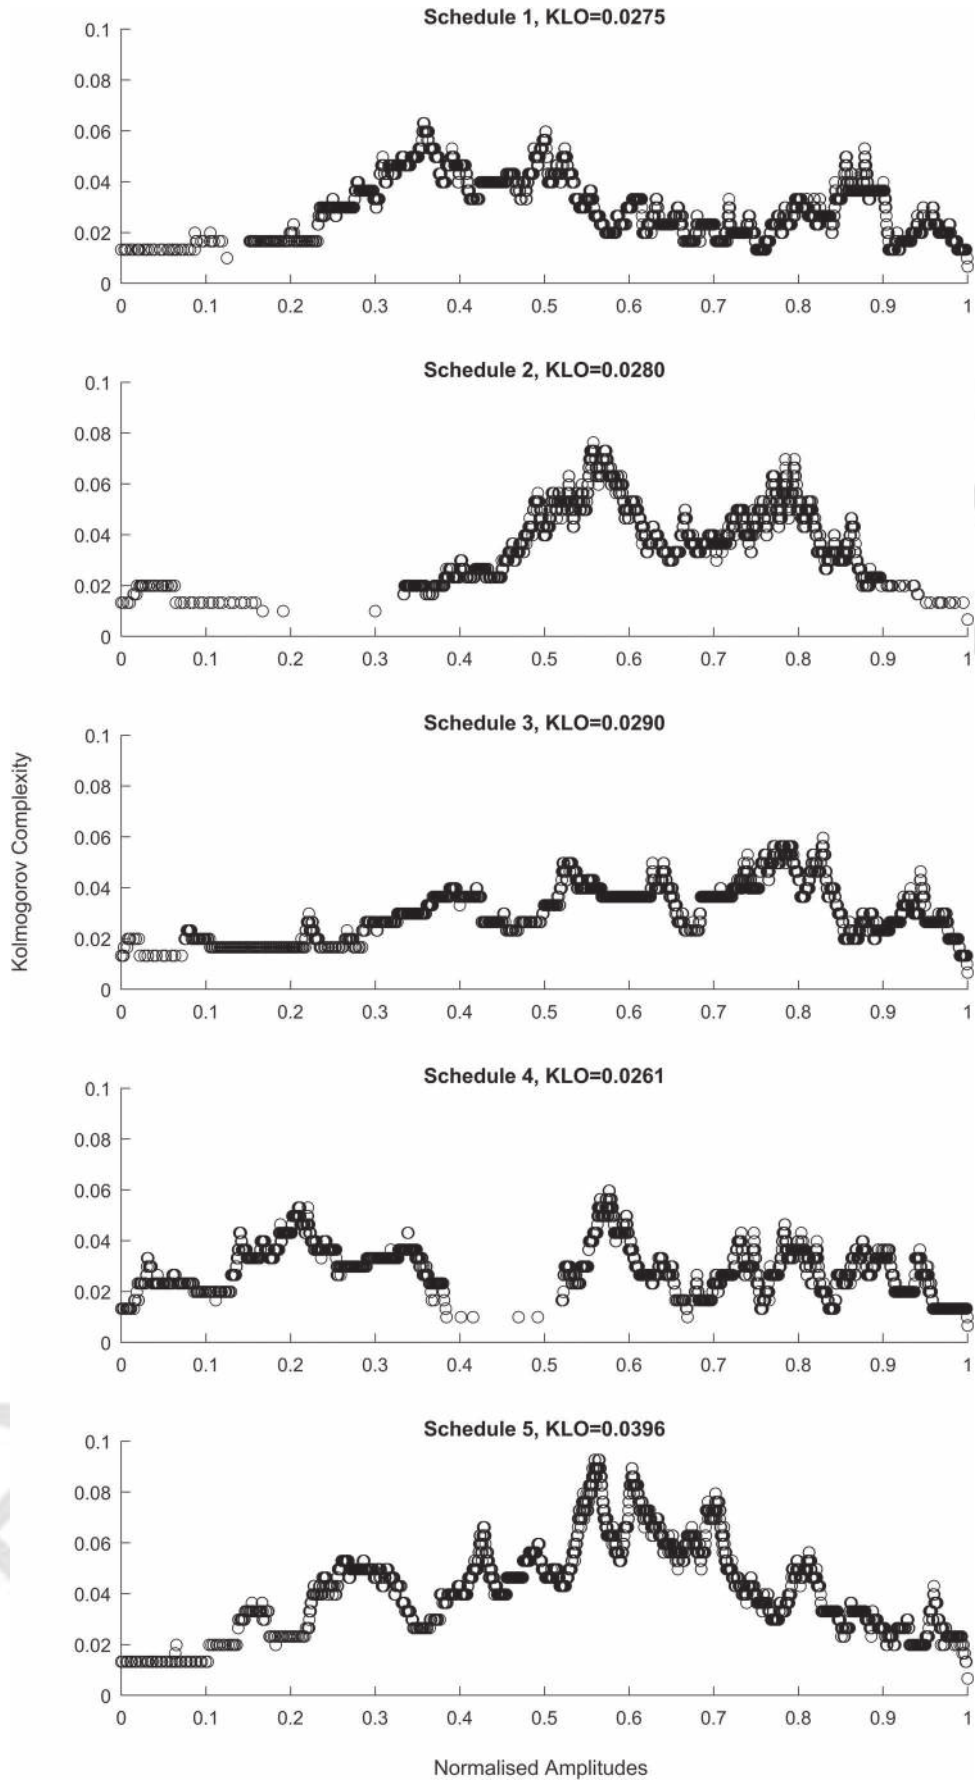 Schedule 1, KLO=0.0275
0.1
0.08
0.06
0.04
0.02
0
0 0.1 0.2 0.3 0.4 0.5 0.6 0.7 0.8 0.9 1
Schedule 2, KLO=0.0280
0.1
0.08
0.06
0.04
0.02
0
0 0.1 0.2 0.3 0.4 0.5 0.6 0.7 0.8 0.9 1
Schedule 3, KLO=0.0290
0.1
0.08
0.06
0.04
0.02
0
0 0.1 0.2 0.3 0.4 0.5 0.6 0.7 0.8 0.9 1
Kolmogorov Complexity
Schedule 4, KLO=0.0261
0.1
0.08
0.06
0.04
0.02
0
0 0.1 0.2 0.3 0.4 0.5 0.6 0.7 0.8 0.9 1
Schedule 5, KLO=0.0396
0.1
0.08
0.06
0.04
0.02
0
0 0.1 0.2 0.3 0.4 0.5 0.6 0.7 0.8 0.9 1
Normalised Amplitudes